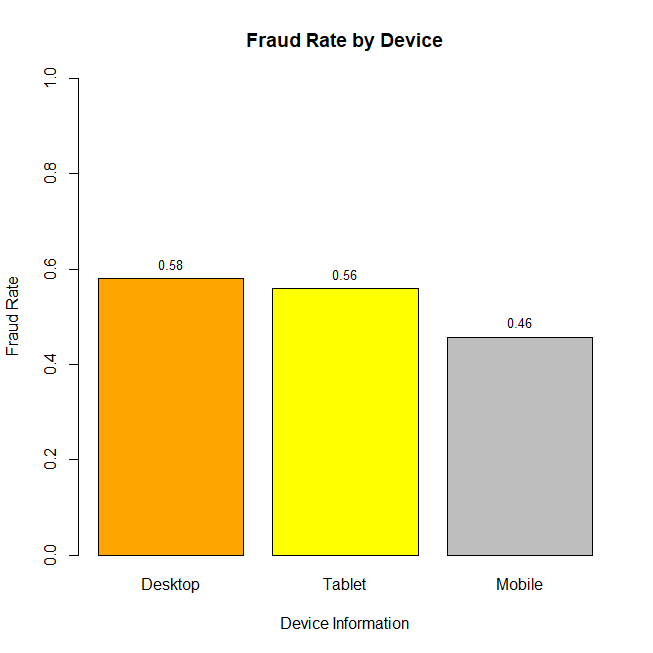 Fraud Rate by Device
Fraud Rate
1.0
0.8
0.6
0.4
0.2
0.0
0.58
0.56
0.46
Desktop Tablet Mobile
Device Information